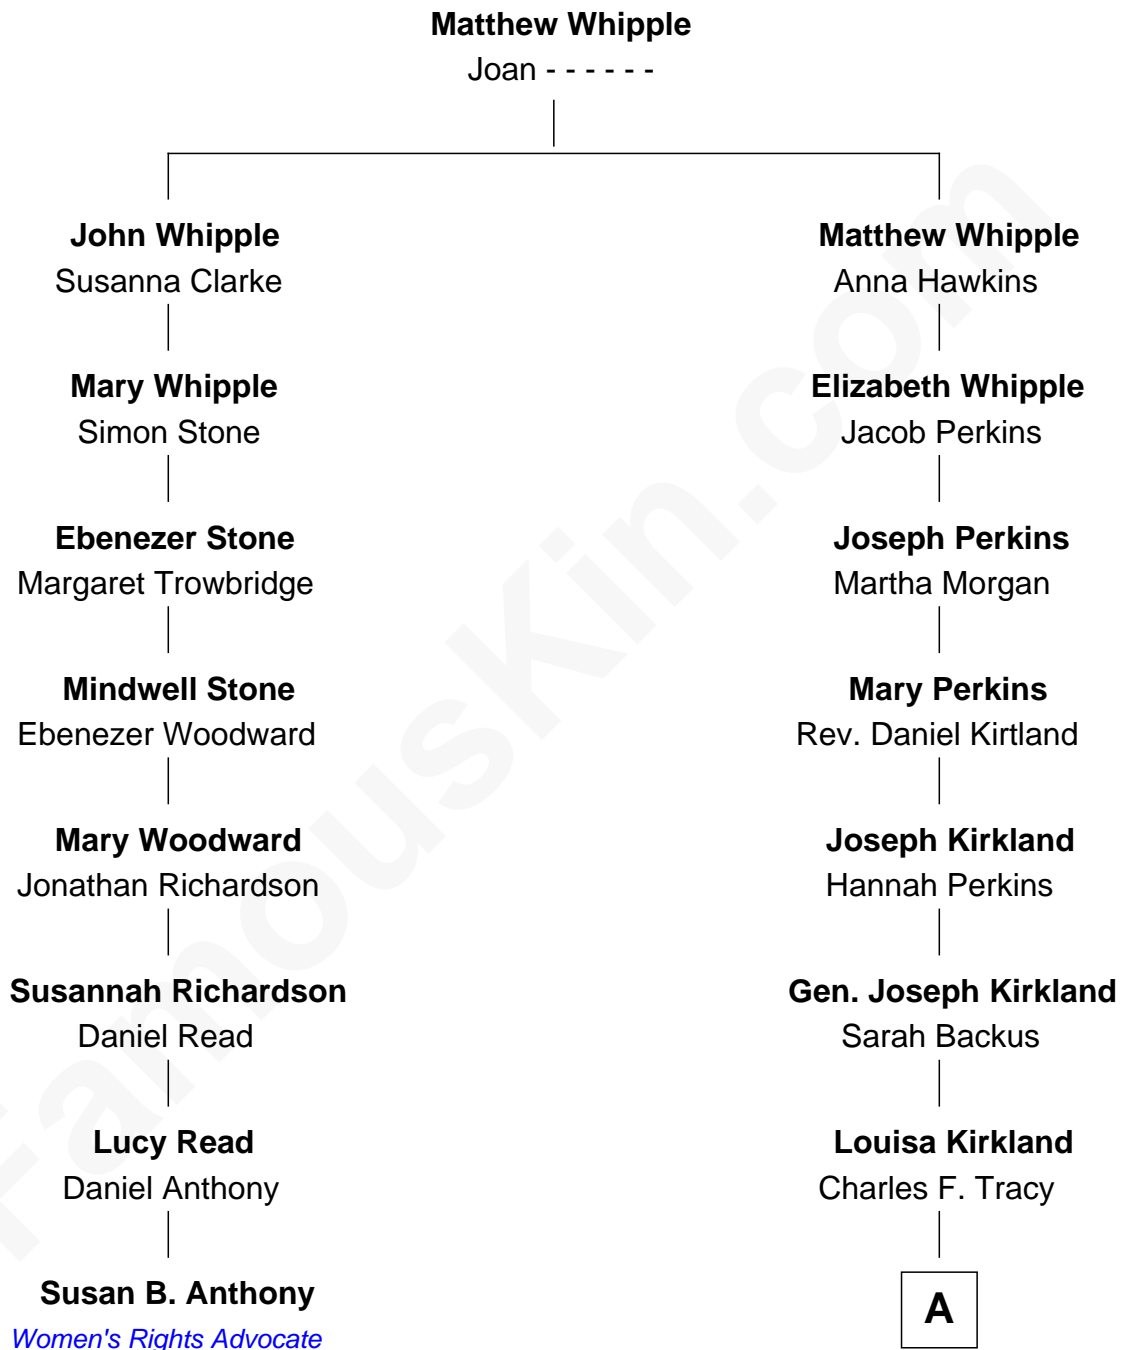 Matthew Whipple
Joan - - - - - -
John Whipple
Susanna Clarke
Matthew Whipple
Anna Hawkins
Mary Whipple
Simon Stone
Elizabeth Whipple
Jacob Perkins
Ebenezer Stone
Margaret Trowbridge
Joseph Perkins
Martha Morgan
Mindwell Stone
Ebenezer Woodward
Mary Perkins
Rev. Daniel Kirtland
Mary Woodward
Jonathan Richardson
Joseph Kirkland
Hannah Perkins
Susannah Richardson
Daniel Read
Gen. Joseph Kirkland
Sarah Backus
Lucy Read
Daniel Anthony
Louisa Kirkland
Charles F. Tracy
Susan B. Anthony
Women's Rights Advocate
A
FamousKin.com